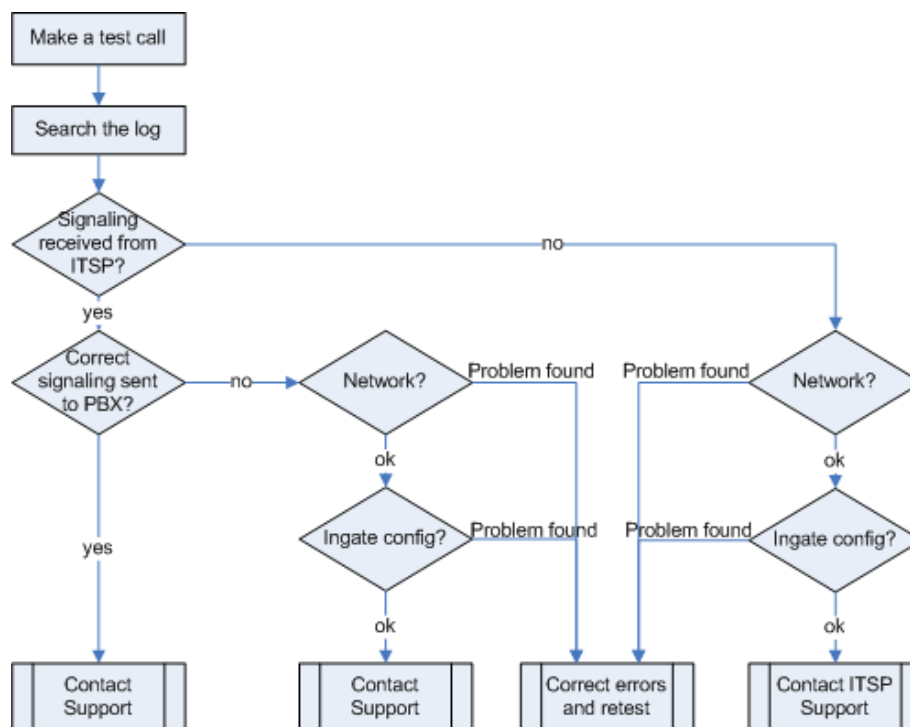 Make a test call
Search the log
Signaling
received from
ITSP?
no
yes
Correct
signaling sent
to PBX?
no
Network?
Problem found
Problem found
Network?
ok
ok
yes
Ingate config?
Problem found
Problem found
Ingate config?
ok
ok
Contact
Support
Contact
Support
Correct errors
and retest
Contact ITSP
Support